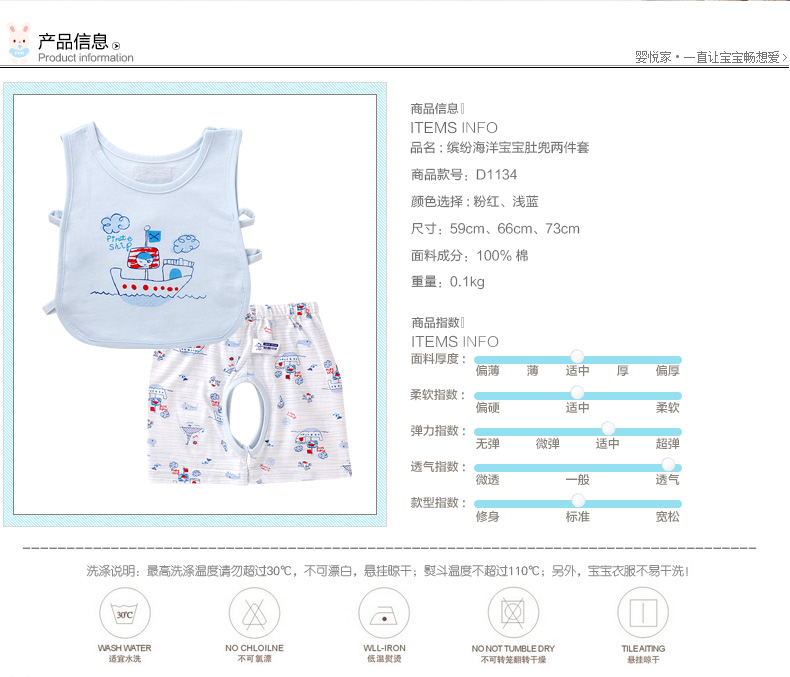 产品信息
Product information
婴悦家·一直让宝宝畅想爱>
Pirate
Ship
商品信息
ITEMS INFO
品名：缤纷海洋宝宝肚兜两件套
商品款号：D1134
颜色选择：粉红、浅蓝
尺寸：59cm、66cm、73cm
面料成分：100% 棉
重量：0.1kg
商品指数
ITEMS INFO
面料厚度：
偏薄 薄 适中 厚 偏厚
柔软指数：
偏硬 适中 柔软
弹力指数：
无弹 微弹 适中 超弹
透气指数：
微透 一般 透气
款型指数：
修身 标准 宽松
洗涤说明：最高洗涤温度请勿超过30℃，不可漂白，悬挂晾干；熨斗温度不超过110℃；另外，宝宝衣服不易干洗！
30℃
WASH WATER NO CHLOILNE WLL-IRON NO NOT TUMBLE DRY TILE AITING
适宜水洗 不可氯漂 低温熨烫 不可转笼翻转干燥 悬挂晾干